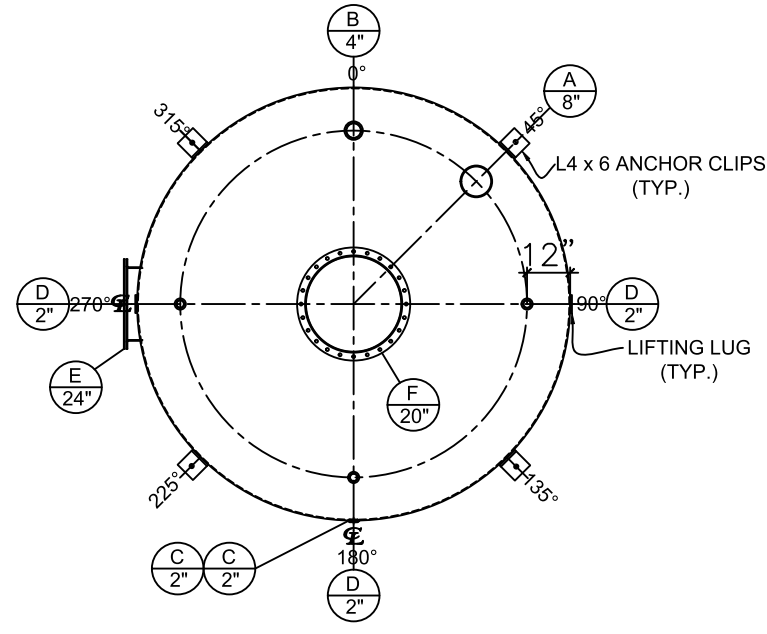 B
4"
0°
A
8"
45°
315°
L4 x 6 ANCHOR CLIPS
(TYP.)
12"
D
2"
270°
℄
90°
D
2"
LIFTING LUG
(TYP.)
E
24"
F
20"
225°
135°
℄
180°
C
2"
C
2"
D
2"